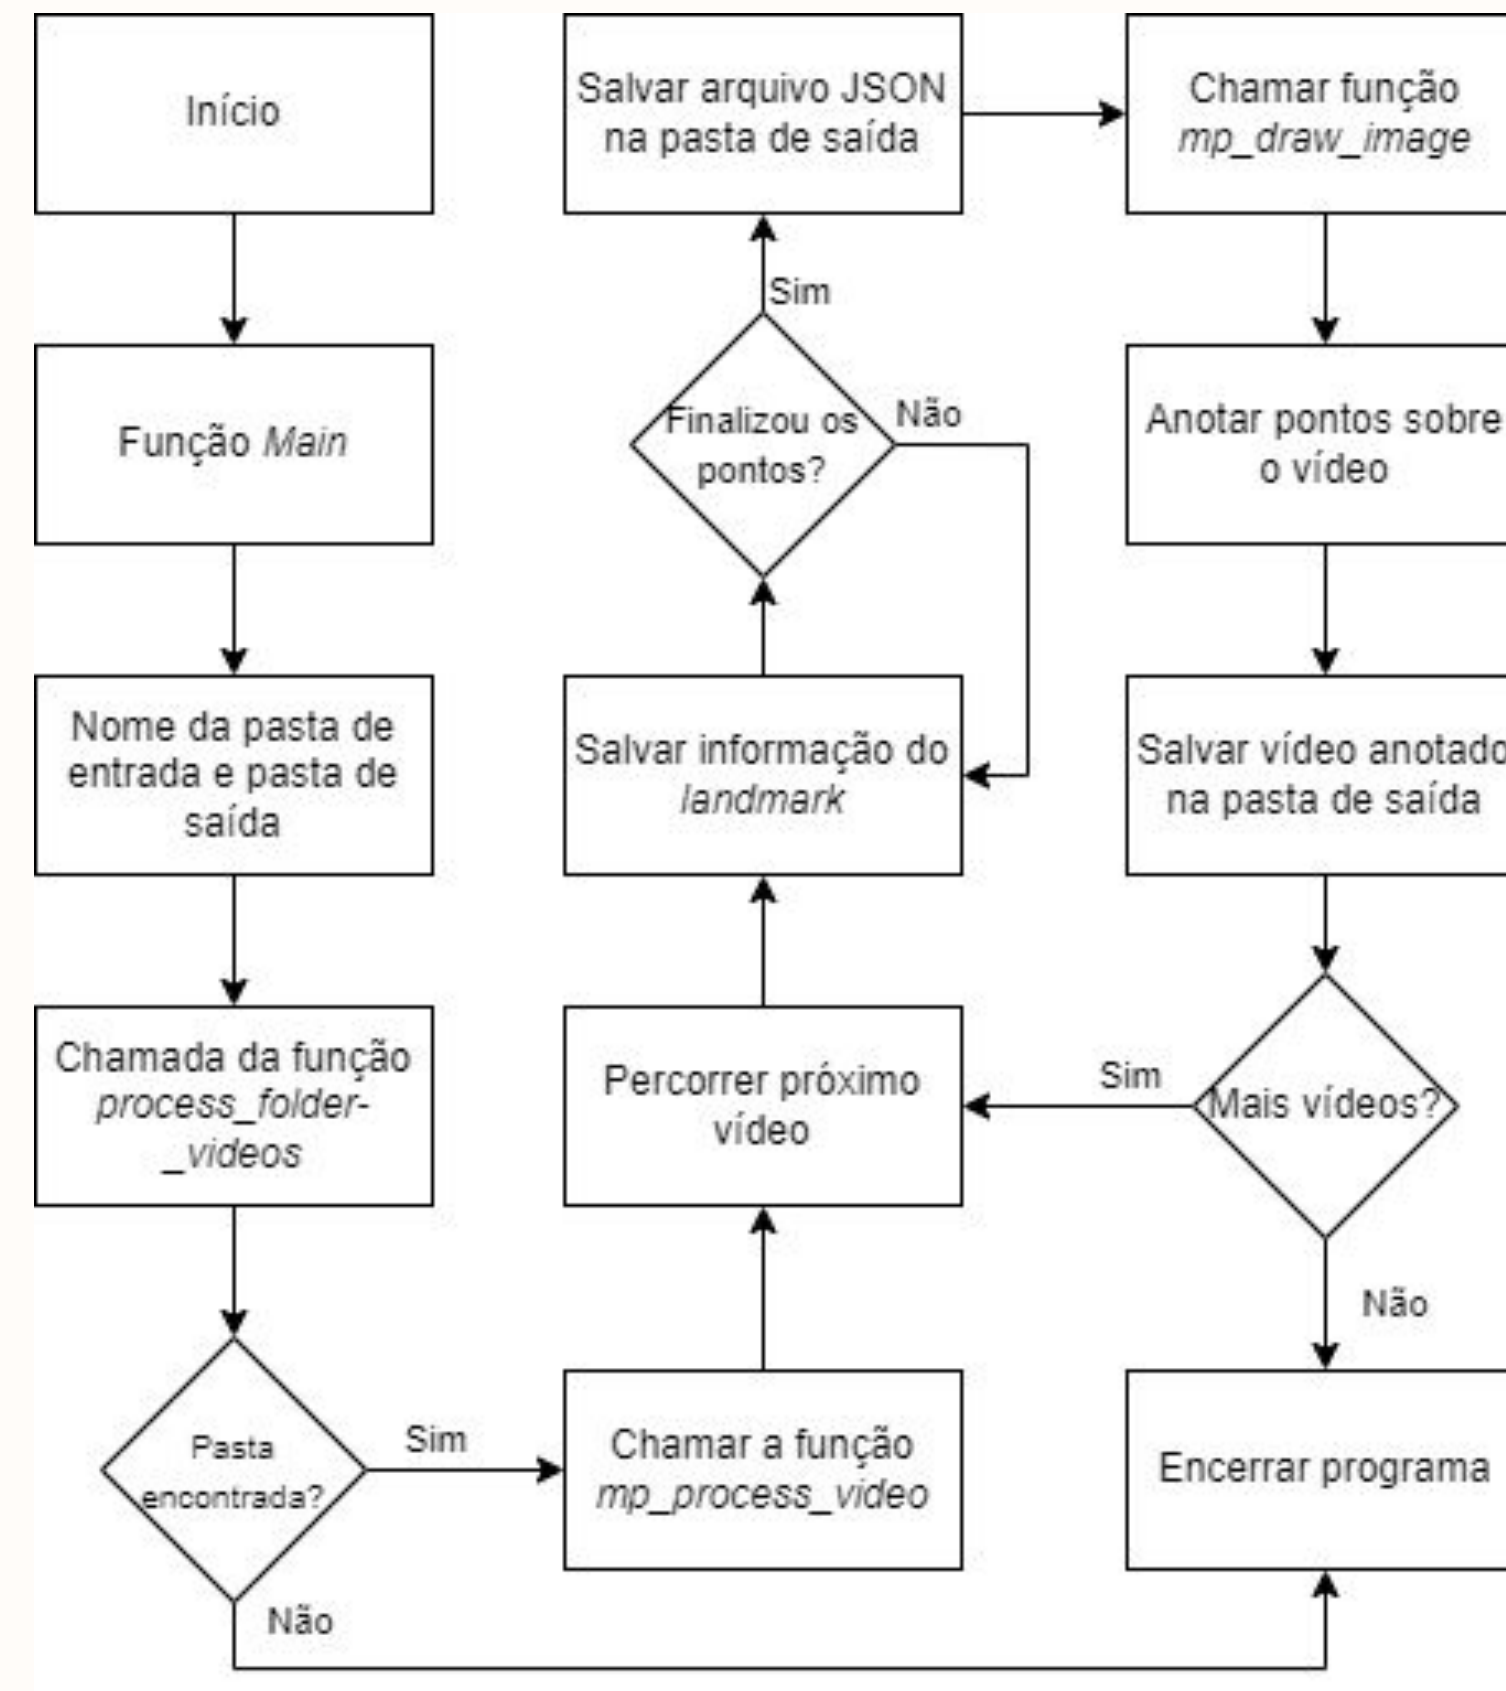 Início
Função Main
Nome da pasta de
entrada e pasta de
saída
Chamada da função
process_folder-
_videos
Pasta
encontrada?
Sim
Não
Chamar a função
mp_process_video
Percorrer próximo
vídeo
Salvar informação do
landmark
Finalizou os
pontos?
Não
Sim
Salvar arquivo JSON
na pasta de saída
Chamar função
mp_draw_image
Anotar pontos sobre
o vídeo
Salvar vídeo anotado
na pasta de saída
Mais vídeos?
Sim
Não
Encerrar programa